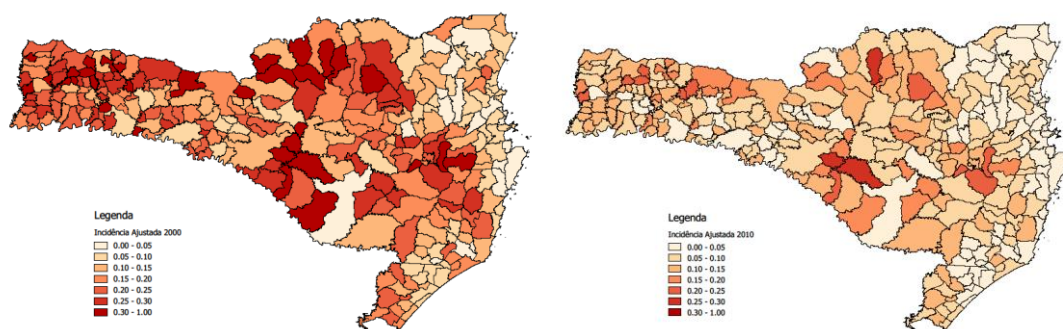 Legenda
Incidência Ajustada 2000
0.00 - 0.05
0.05 - 0.10
0.10 - 0.15
0.15 - 0.20
0.20 - 0.25
0.25 - 0.30
0.30 - 1.00
Legenda
Incidência Ajustada 2010
0.00 - 0.05
0.05 - 0.10
0.10 - 0.15
0.15 - 0.20
0.20 - 0.25
0.25 - 0.30
0.30 - 1.00